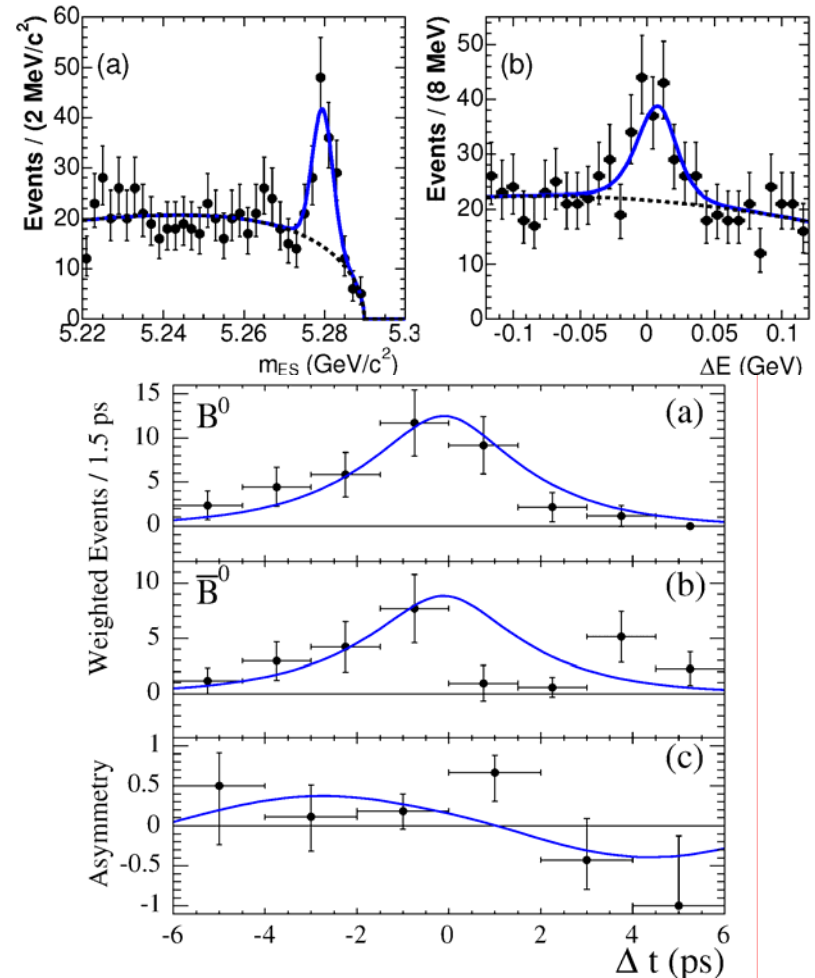 Events / (2 MeV/c²)
60
50
40
30
20
10
0
(a)
5.22 5.24 5.26 5.28 5.3
m_ES (GeV/c²)
Events / (8 MeV)
50
40
30
20
10
0
(b)
-0.1 -0.05 0 0.05 0.1
ΔE (GeV)
Weighted Events / 1.5 ps
15
10
5
0
B⁰
(a)
10
5
0
B̅⁰
(b)
Asymmetry
1
0.5
0
-0.5
-1
(c)
-6 -4 -2 0 2 4 6
Δ t (ps)